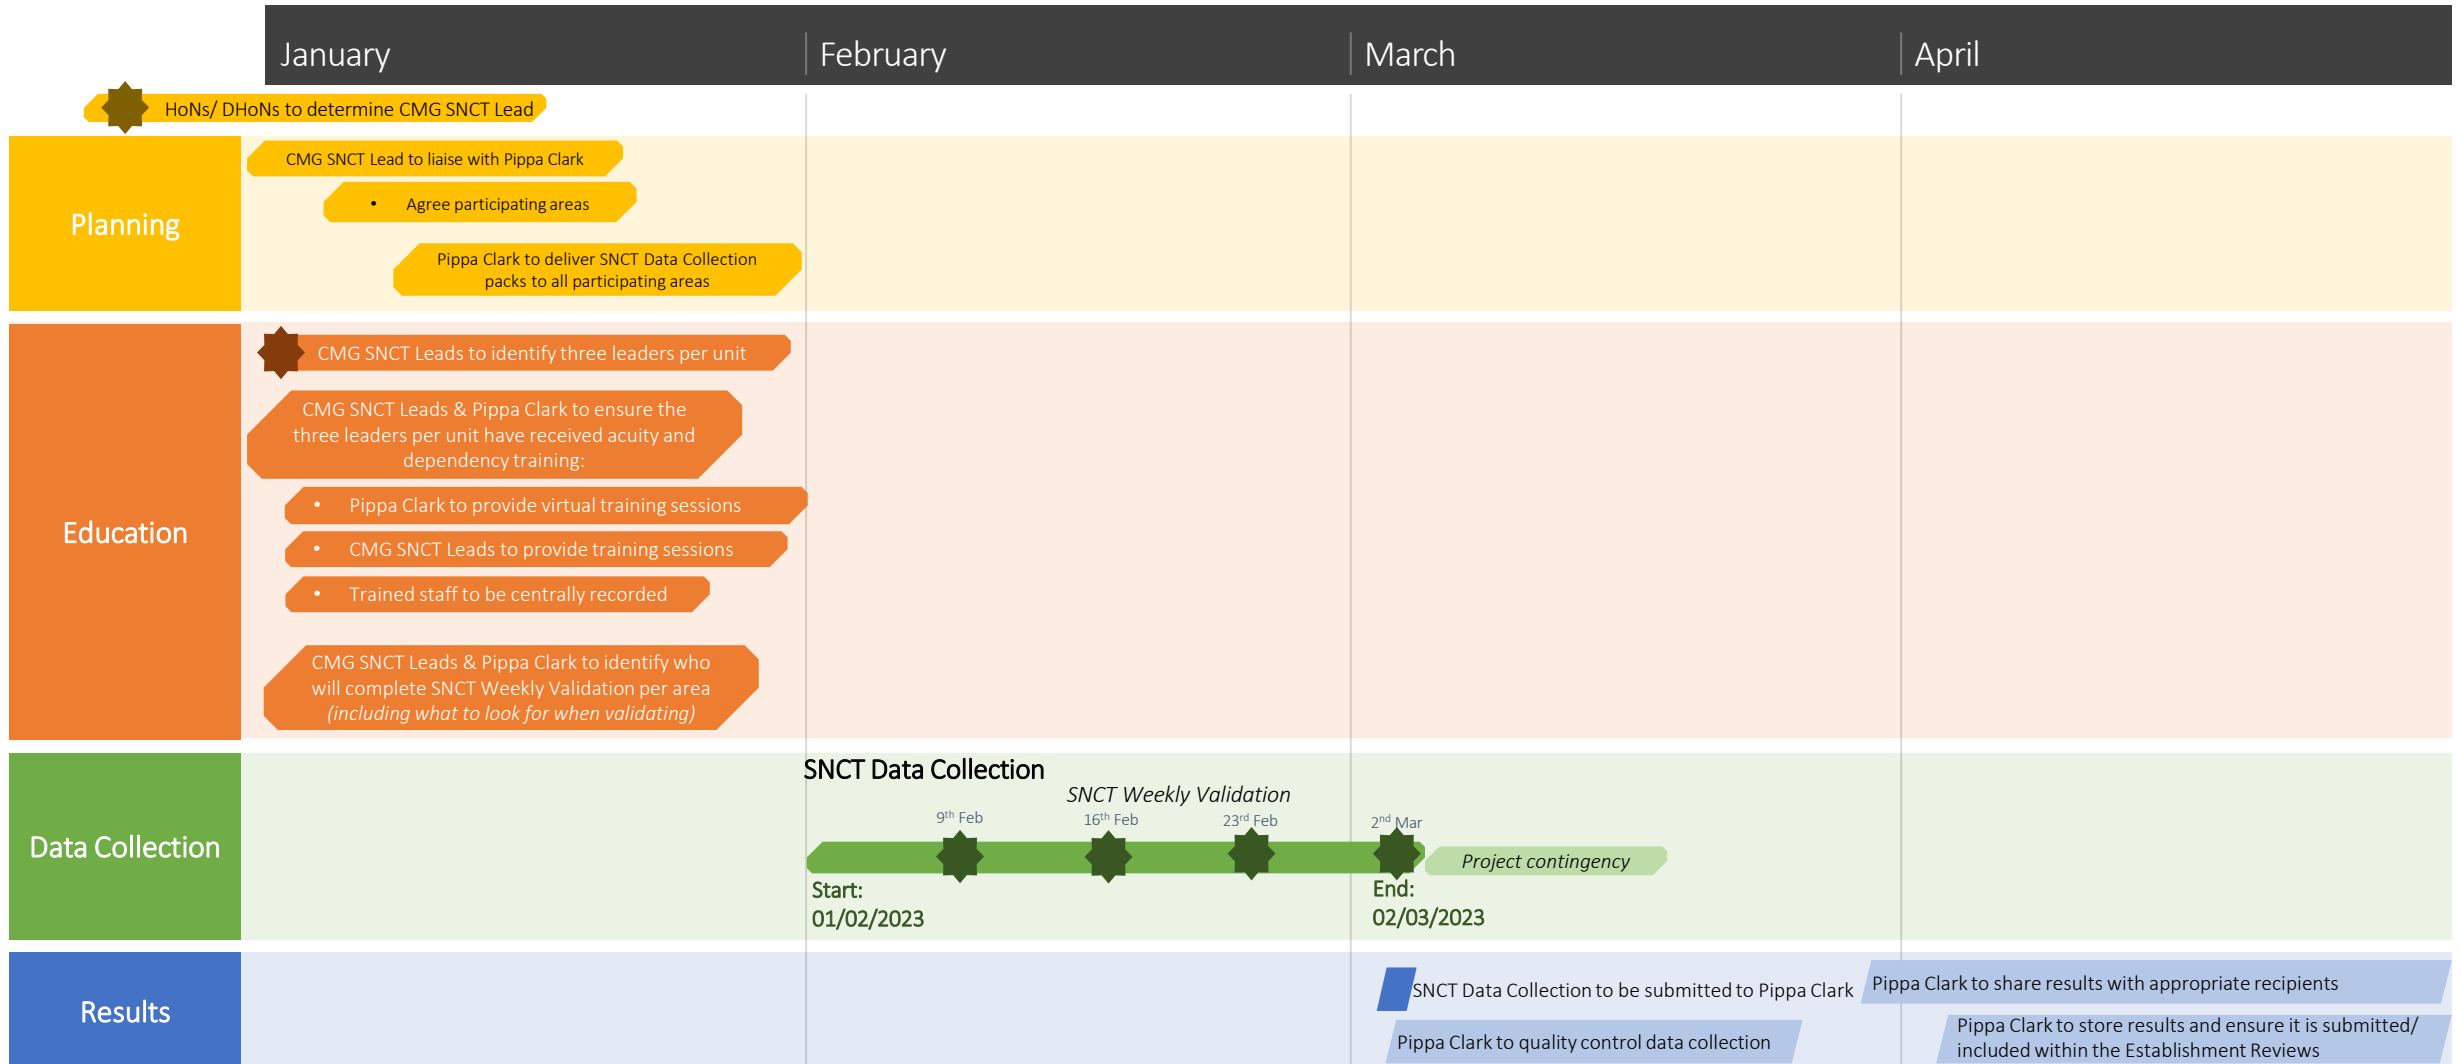 January
February
March
April
HoNs/ DHoNs to determine CMG SNCT Lead
Planning
CMG SNCT Lead to liaise with Pippa Clark
• Agree participating areas
Pippa Clark to deliver SNCT Data Collection
packs to all participating areas
Education
CMG SNCT Leads to identify three leaders per unit
CMG SNCT Leads & Pippa Clark to ensure the
three leaders per unit have received acuity and
dependency training:
• Pippa Clark to provide virtual training sessions
• CMG SNCT Leads to provide training sessions
• Trained staff to be centrally recorded
CMG SNCT Leads & Pippa Clark to identify who
will complete SNCT Weekly Validation per area
(including what to look for when validating)
Data Collection
SNCT Data Collection
SNCT Weekly Validation
9th Feb
16th Feb
23rd Feb
2nd Mar
Project contingency
Start:
01/02/2023
End:
02/03/2023
Results
SNCT Data Collection to be submitted to Pippa Clark
Pippa Clark to share results with appropriate recipients
Pippa Clark to quality control data collection
Pippa Clark to store results and ensure it is submitted/
included within the Establishment Reviews